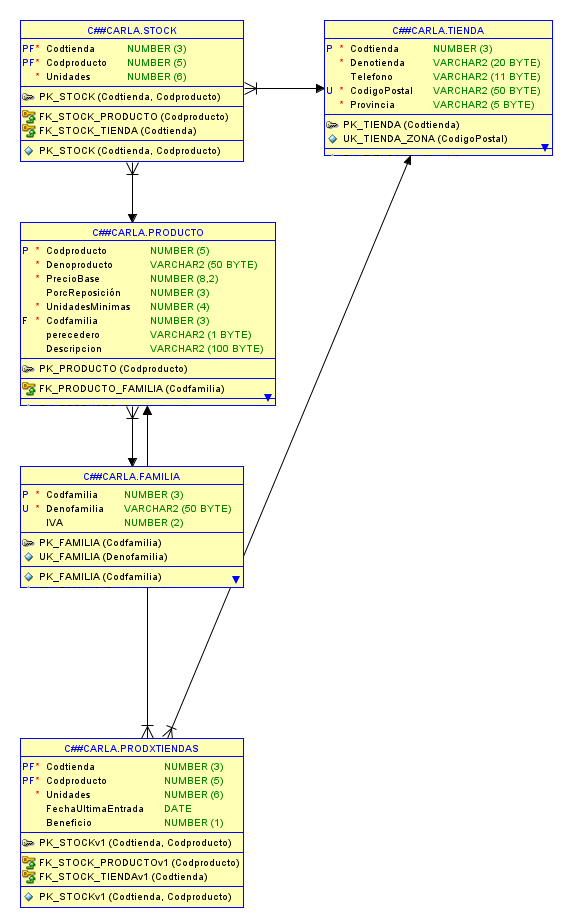 C##CARLA.STOCK
PF* Codtienda NUMBER (3)
PF* Codproducto NUMBER (5)
* Unidades NUMBER (6)
PK_STOCK (Codtienda, Codproducto)
FK_STOCK_PRODUCTO (Codproducto)
FK_STOCK_TIENDA (Codtienda)
PK_STOCK (Codtienda, Codproducto)
C##CARLA.TIENDA
P * Codtienda NUMBER (3)
* Denotienda VARCHAR2 (20 BYTE)
Telefono VARCHAR2 (11 BYTE)
U * CodigoPostal VARCHAR2 (50 BYTE)
* Provincia VARCHAR2 (5 BYTE)
PK_TIENDA (Codtienda)
UK_TIENDA_ZONA (CodigoPostal)
C##CARLA.PRODUCTO
P * Codproducto NUMBER (5)
* Denoproducto VARCHAR2 (50 BYTE)
* PrecioBase NUMBER (8,2)
PorcReposición NUMBER (3)
* UnidadesMinimas NUMBER (4)
F * Codfamilia NUMBER (3)
perecedero VARCHAR2 (1 BYTE)
Descripcion VARCHAR2 (100 BYTE)
PK_PRODUCTO (Codproducto)
FK_PRODUCTO_FAMILIA (Codfamilia)
C##CARLA.FAMILIA
P * Codfamilia NUMBER (3)
U * Denofamilia VARCHAR2 (50 BYTE)
IVA NUMBER (2)
PK_FAMILIA (Codfamilia)
UK_FAMILIA (Denofamilia)
PK_FAMILIA (Codfamilia)
C##CARLA.PRODXTIENDAS
PF* Codtienda NUMBER (3)
PF* Codproducto NUMBER (5)
* Unidades NUMBER (6)
FechaUltimaEntrada DATE
Beneficio NUMBER (1)
PK_STOCKv1 (Codtienda, Codproducto)
FK_STOCK_PRODUCTOv1 (Codproducto)
FK_STOCK_TIENDAv1 (Codtienda)
PK_STOCKv1 (Codtienda, Codproducto)